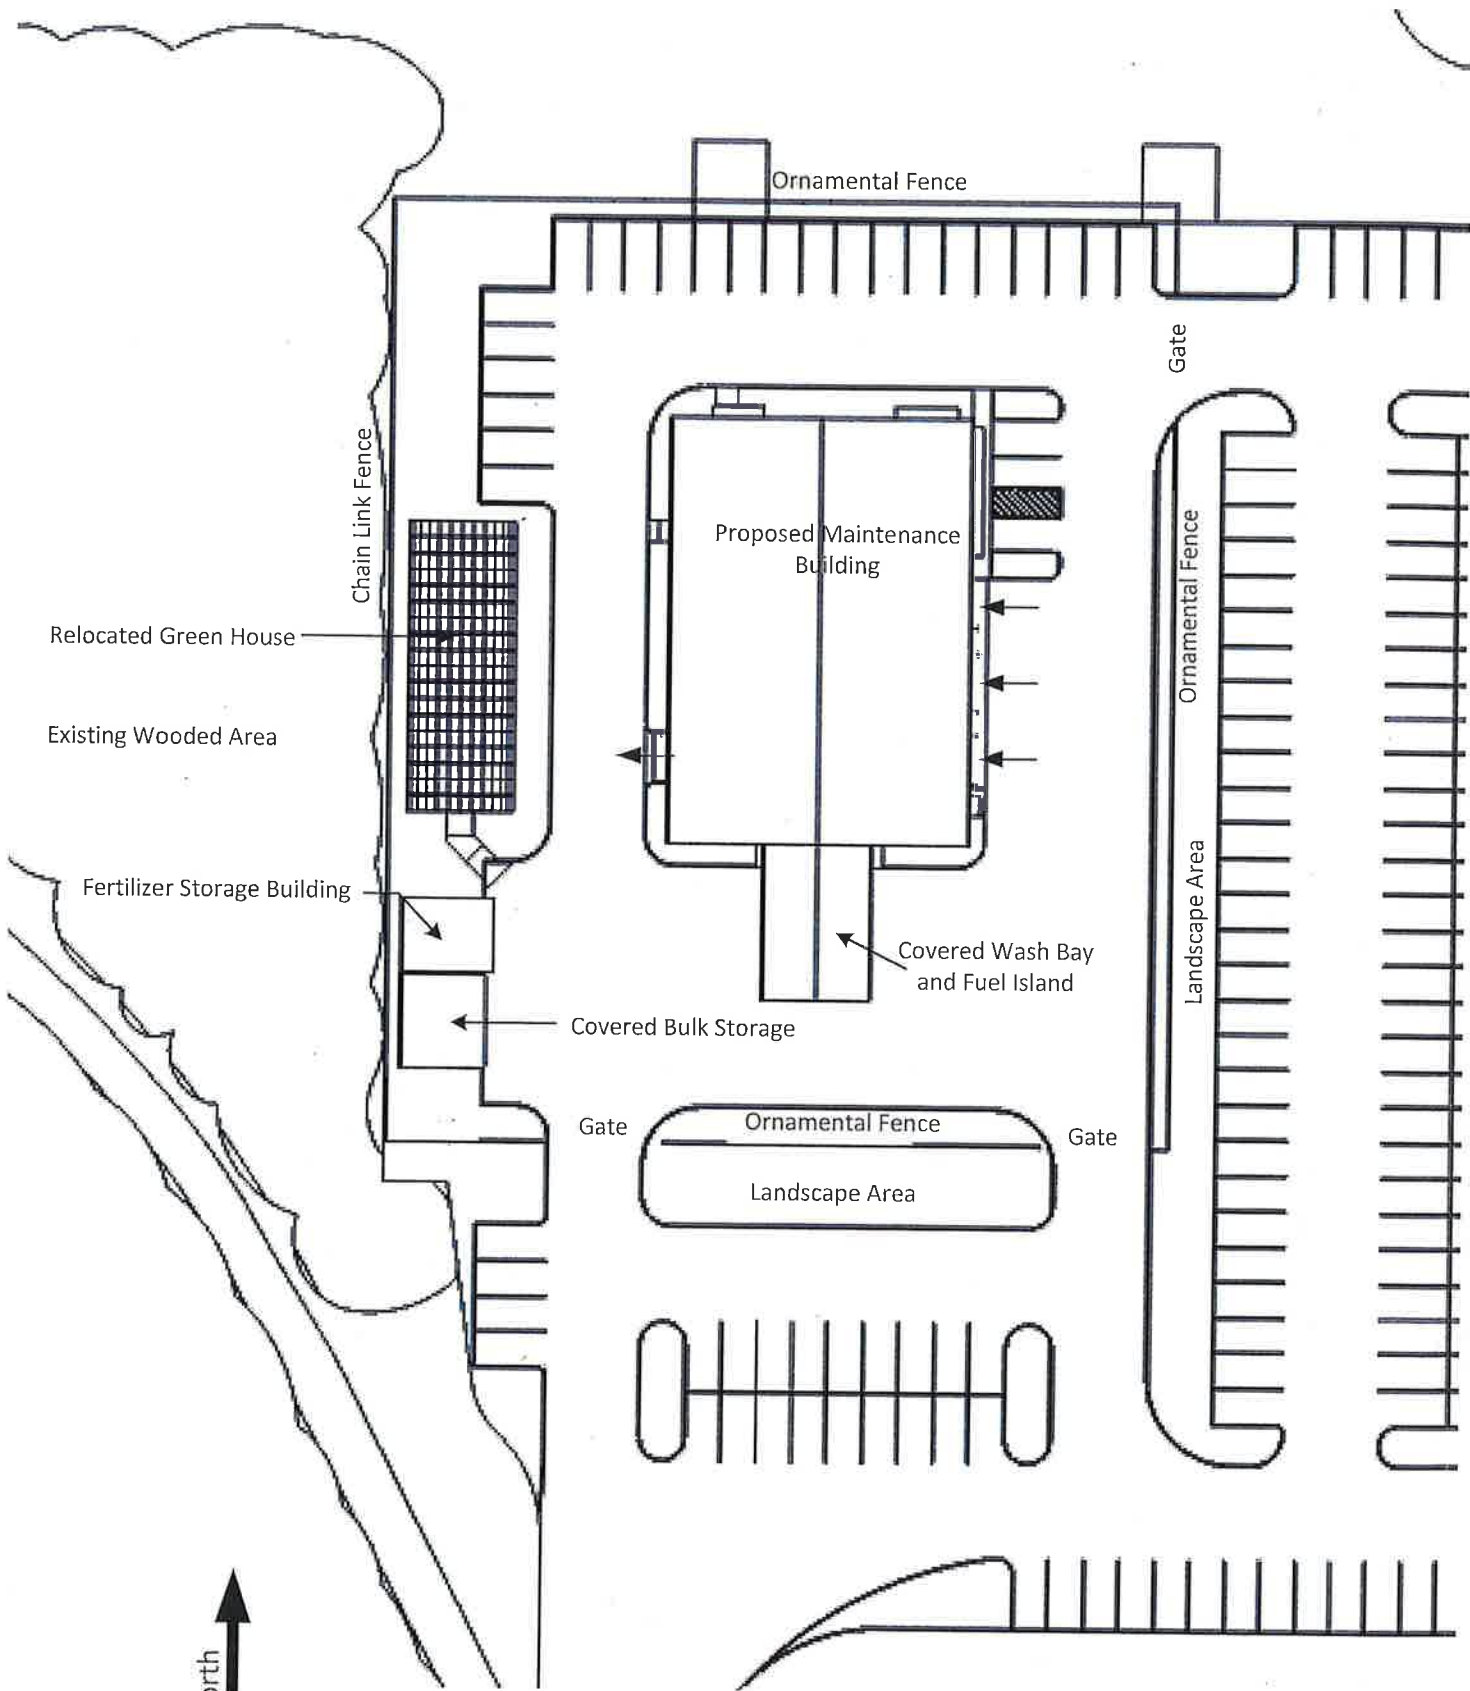 Ornamental Fence
Gate
Chain Link Fence
Proposed Maintenance
Building
Ornamental Fence
Relocated Green House
Existing Wooded Area
Landscape Area
Fertilizer Storage Building
Covered Wash Bay
and Fuel Island
Covered Bulk Storage
Gate
Ornamental Fence
Gate
Landscape Area